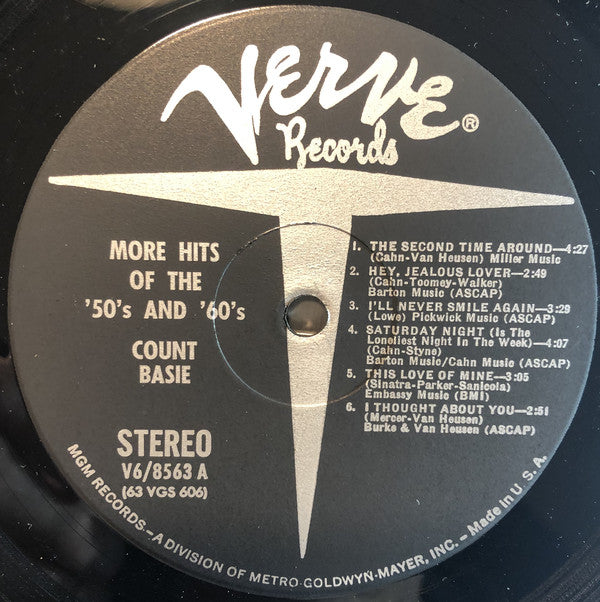 Verve®
Records
MORE HITS
OF THE
'50's AND '60's
COUNT
BASIE
STEREO
V6/8563 A
(63 VGS 606)
1. THE SECOND TIME AROUND—4:27
(Cahn-Van Heusen) Miller Music
2. HEY, JEALOUS LOVER—2:49
(Cahn-Toomey-Walker)
Barton Music (ASCAP)
3. I'LL NEVER SMILE AGAIN—3:29
(Lowe) Pickwick Music (ASCAP)
4. SATURDAY NIGHT (Is The
Loneliest Night In The Week)—4:07
(Cahn-Styne)
Barton Music/Cahn Music (ASCAP)
5. THIS LOVE OF MINE—3:05
(Sinatra-Parker-Sanicola)
Embassy Music (BMI)
6. I THOUGHT ABOUT YOU—2:51
(Mercer-Van Heusen)
Burke & Van Heusen (ASCAP)
MGM RECORDS—A DIVISION OF METRO-GOLDWYN-MAYER, INC. – Made in U. S. A.